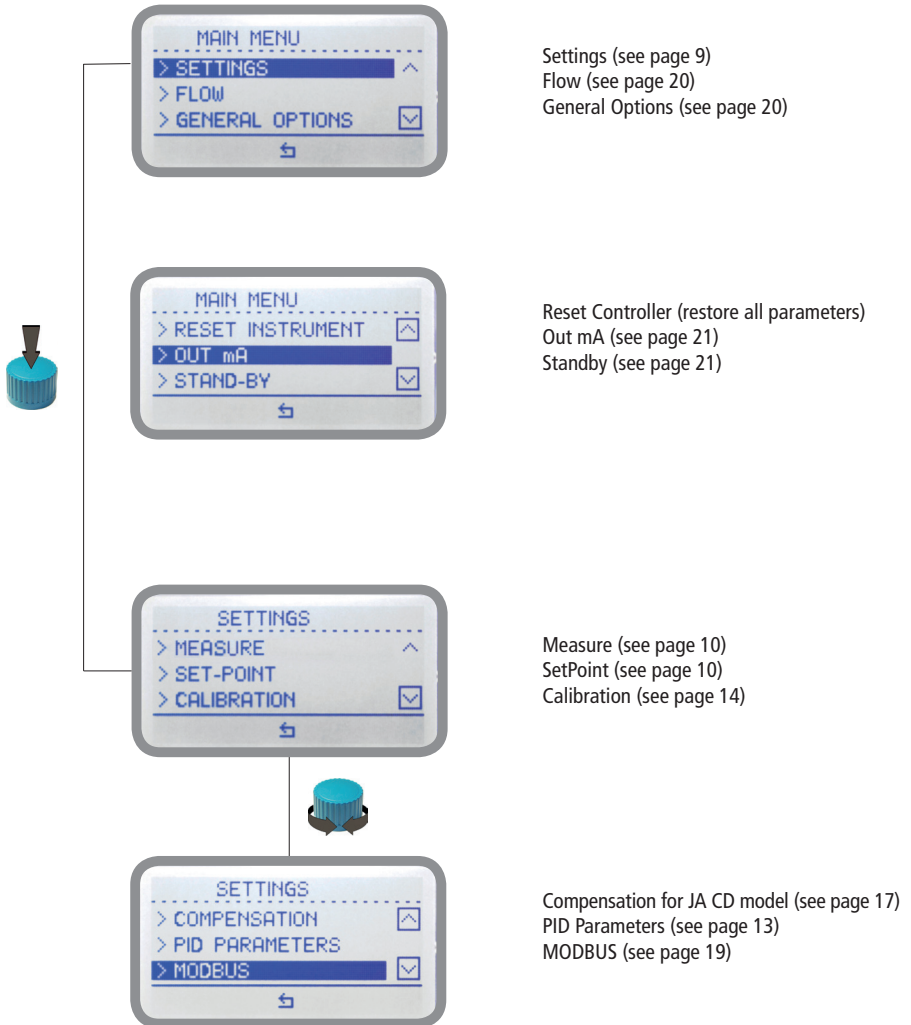 MAIN MENU
> SETTINGS
> FLOW
> GENERAL OPTIONS
Settings (see page 9)
Flow (see page 20)
General Options (see page 20)
MAIN MENU
> RESET INSTRUMENT
> OUT mA
> STAND-BY
Reset Controller (restore all parameters)
Out mA (see page 21)
Standby (see page 21)
SETTINGS
> MEASURE
> SET-POINT
> CALIBRATION
Measure (see page 10)
SetPoint (see page 10)
Calibration (see page 14)
SETTINGS
> COMPENSATION
> PID PARAMETERS
> MODBUS
Compensation for JA CD model (see page 17)
PID Parameters (see page 13)
MODBUS (see page 19)